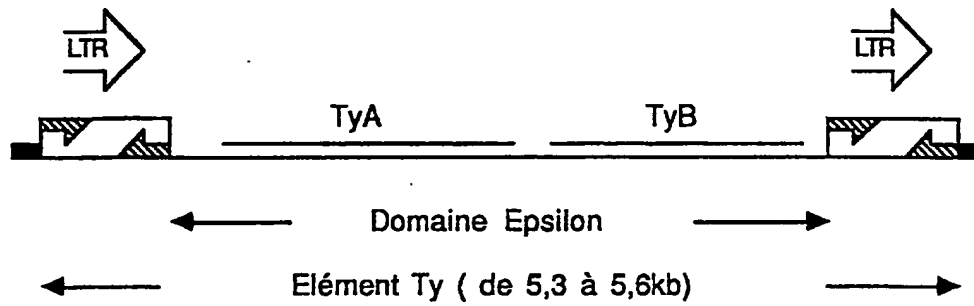 LTR LTR
TyA TyB
Domaine Epsilon
Elément Ty ( de 5,3 à 5,6kb)